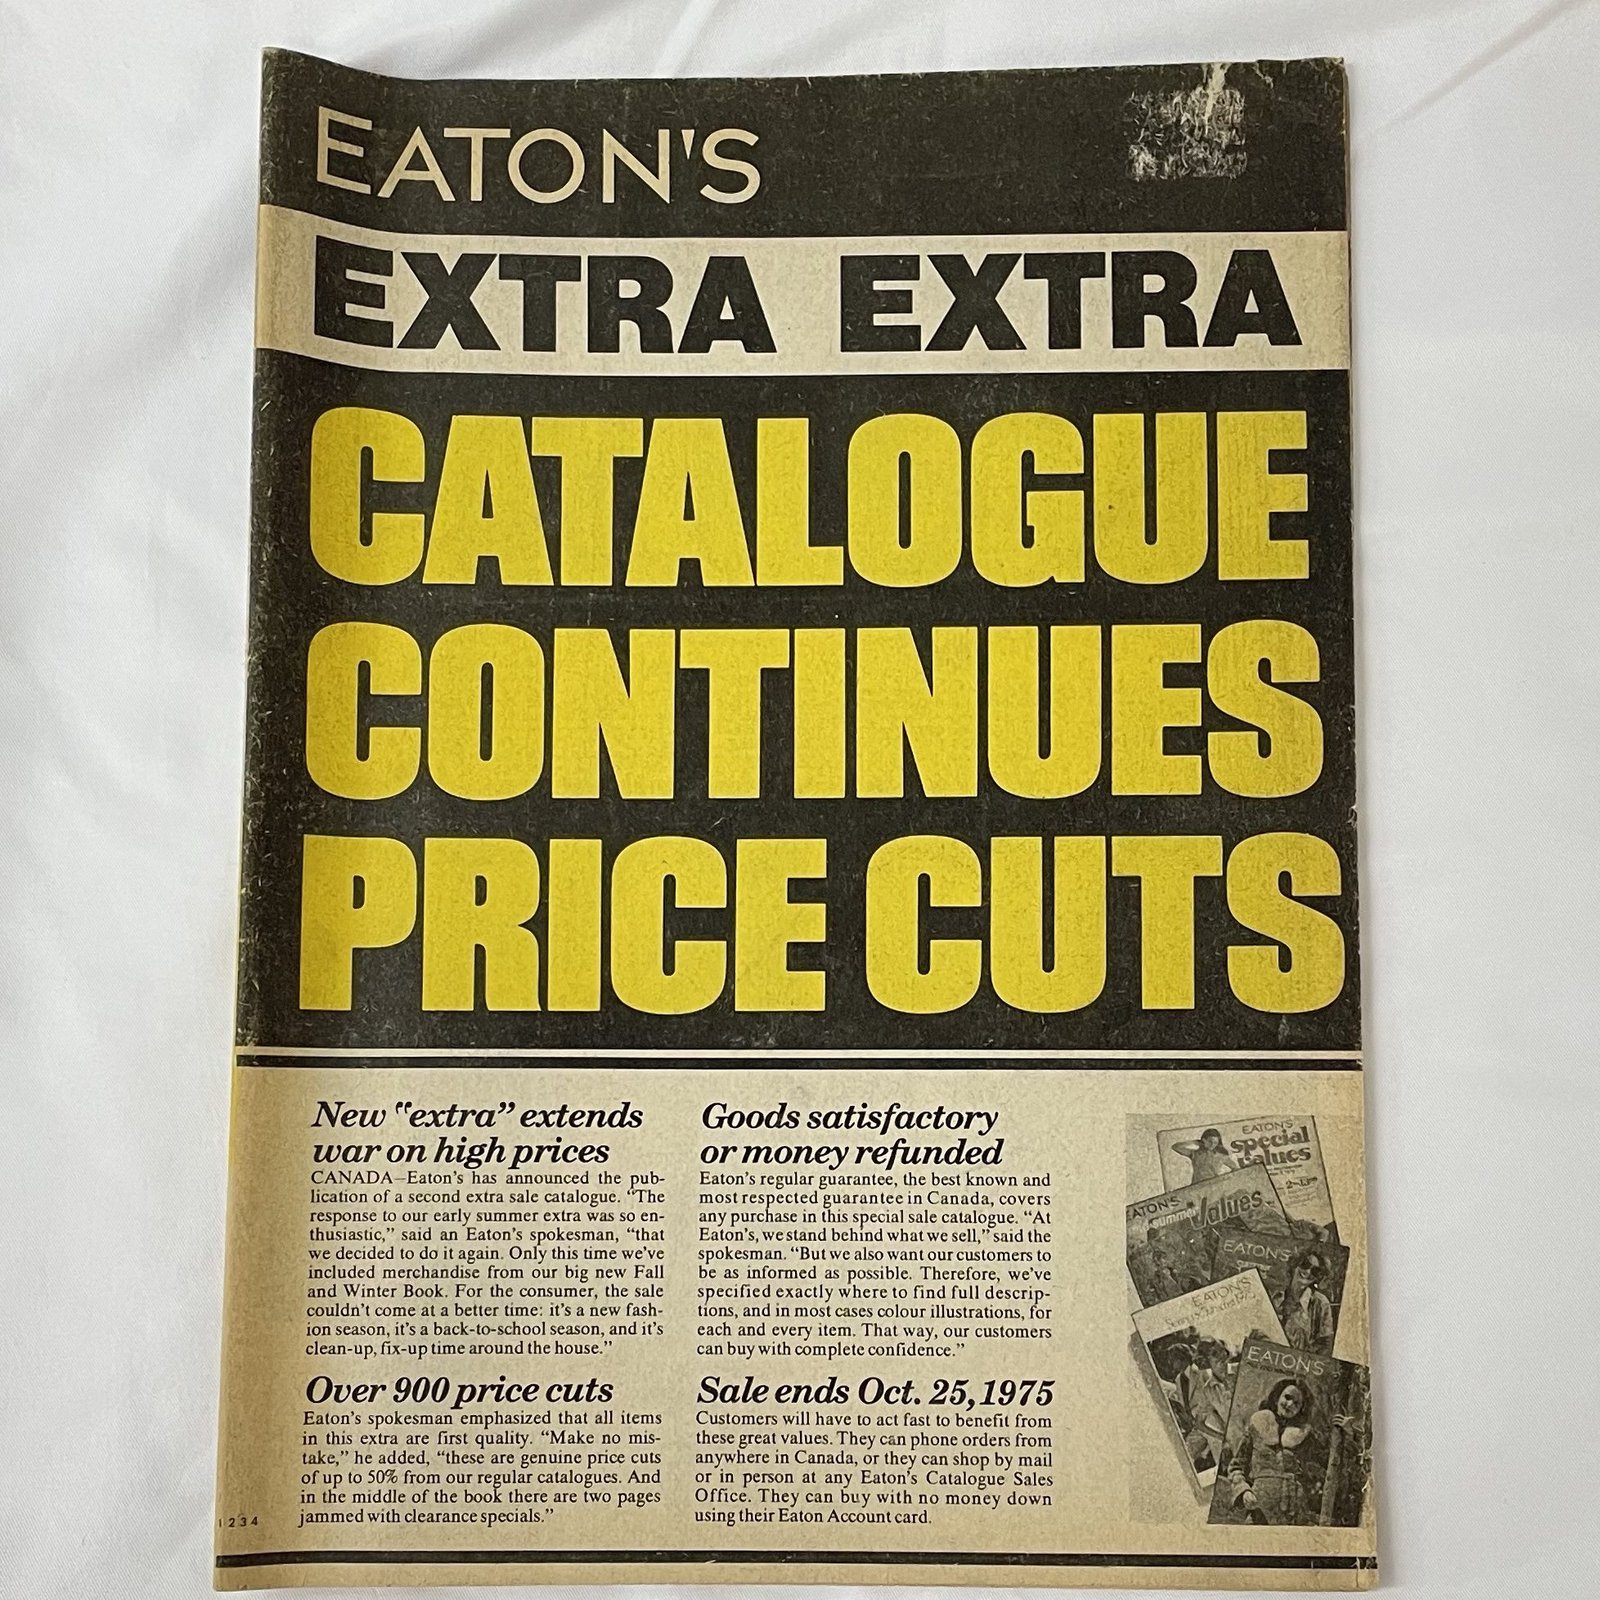 EATON'S
EXTRA EXTRA
CATALOGUE
CONTINUES
PRICE CUTS
New "extra" extends
war on high prices
CANADA—Eaton's has announced the pub-
lication of a second extra sale catalogue. “The
response to our early summer extra was so en-
thusiastic,” said an Eaton's spokesman, “that
we decided to do it again. Only this time we've
included merchandise from our big new Fall
and Winter Book. For the consumer, the sale
couldn't come at a better time: it's a new fash-
ion season, it's a back-to-school season, and it's
clean-up, fix-up time around the house.”
Over 900 price cuts
Eaton's spokesman emphasized that all items
in this extra are first quality. “Make no mis-
take,” he added, “these are genuine price cuts
of up to 50% from our regular catalogues. And
in the middle of the book there are two pages
jammed with clearance specials.”
Goods satisfactory
or money refunded
Eaton's regular guarantee, the best known and
most respected guarantee in Canada, covers
any purchase in this special sale catalogue. “At
Eaton's, we stand behind what we sell,” said the
spokesman. “But we also want our customers to
be as informed as possible. Therefore, we've
specified exactly where to find full descrip-
tions, and in most cases colour illustrations, for
each and every item. That way, our customers
can buy with complete confidence.”
Sale ends Oct. 25, 1975
Customers will have to act fast to benefit from
these great values. They can phone orders from
anywhere in Canada, or they can shop by mail
or in person at any Eaton's Catalogue Sales
Office. They can buy with no money down
using their Eaton Account card.
EATON'S
special
values
EATON'S
summer Values
EATON'S
EATON'S
EATON'S
1 2 3 4